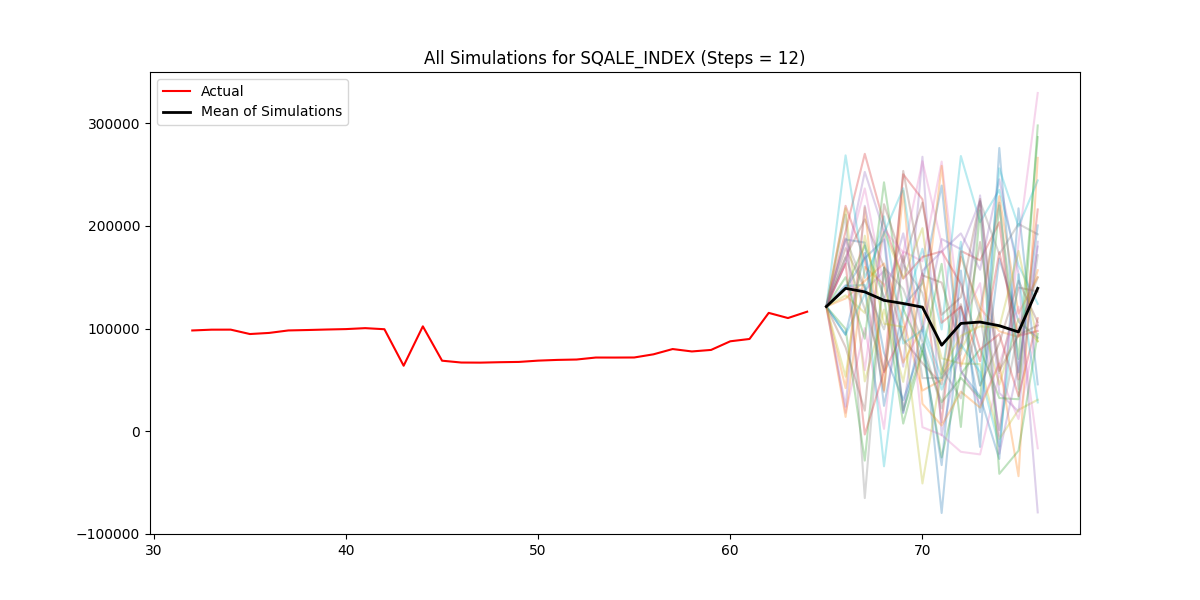 All Simulations for SQALE_INDEX (Steps = 12)
Actual
Mean of Simulations
300000
200000
100000
0
−100000
30 40 50 60 70